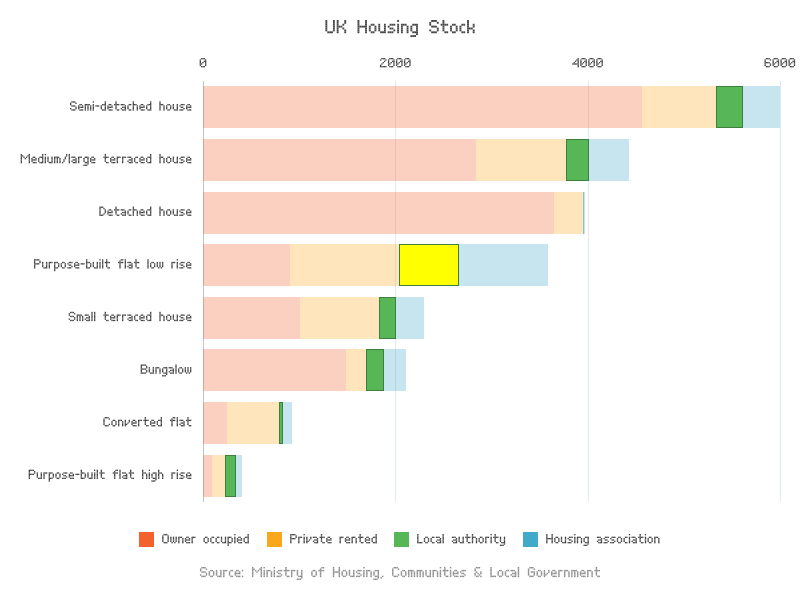 UK Housing Stock
0 2000 4000 6000
Semi-detached house
Medium/large terraced house
Detached house
Purpose-built flat low rise
Small terraced house
Bungalow
Converted flat
Purpose-built flat high rise
Owner occupied Private rented Local authority Housing association
Source: Ministry of Housing, Communities & Local Government